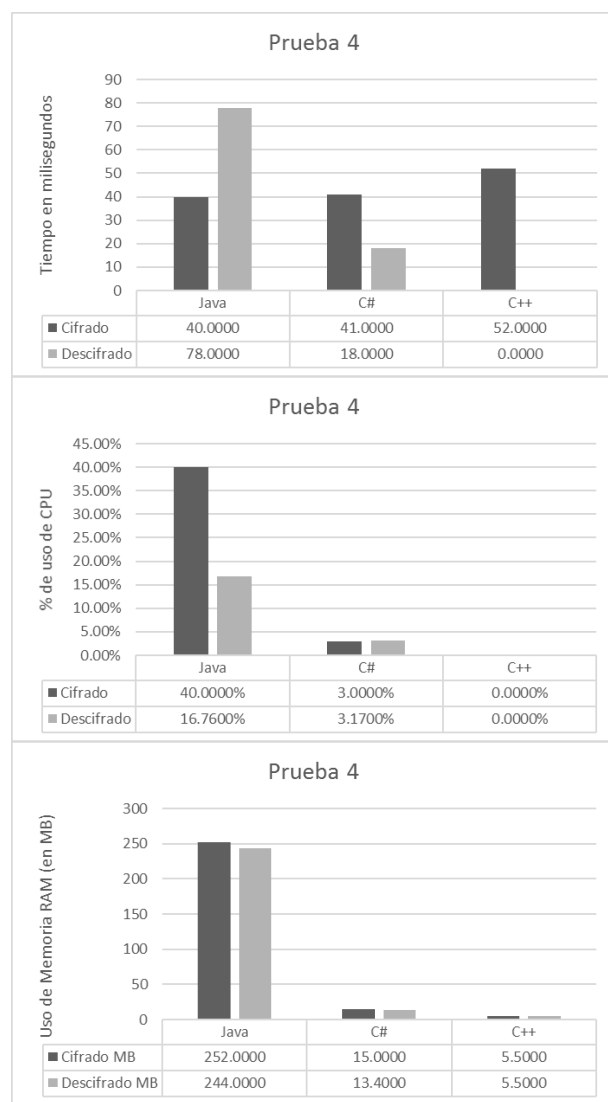 Prueba 4
Tiempo en milisegundos
90
80
70
60
50
40
30
20
10
0
Java C# C++
Cifrado 40.0000 41.0000 52.0000
Descifrado 78.0000 18.0000 0.0000
Prueba 4
% de uso de CPU
45.00%
40.00%
35.00%
30.00%
25.00%
20.00%
15.00%
10.00%
5.00%
0.00%
Java C# C++
Cifrado 40.0000% 3.0000% 0.0000%
Descifrado 16.7600% 3.1700% 0.0000%
Prueba 4
Uso de Memoria RAM (en MB)
300
250
200
150
100
50
0
Java C# C++
Cifrado MB 252.0000 15.0000 5.5000
Descifrado MB 244.0000 13.4000 5.5000